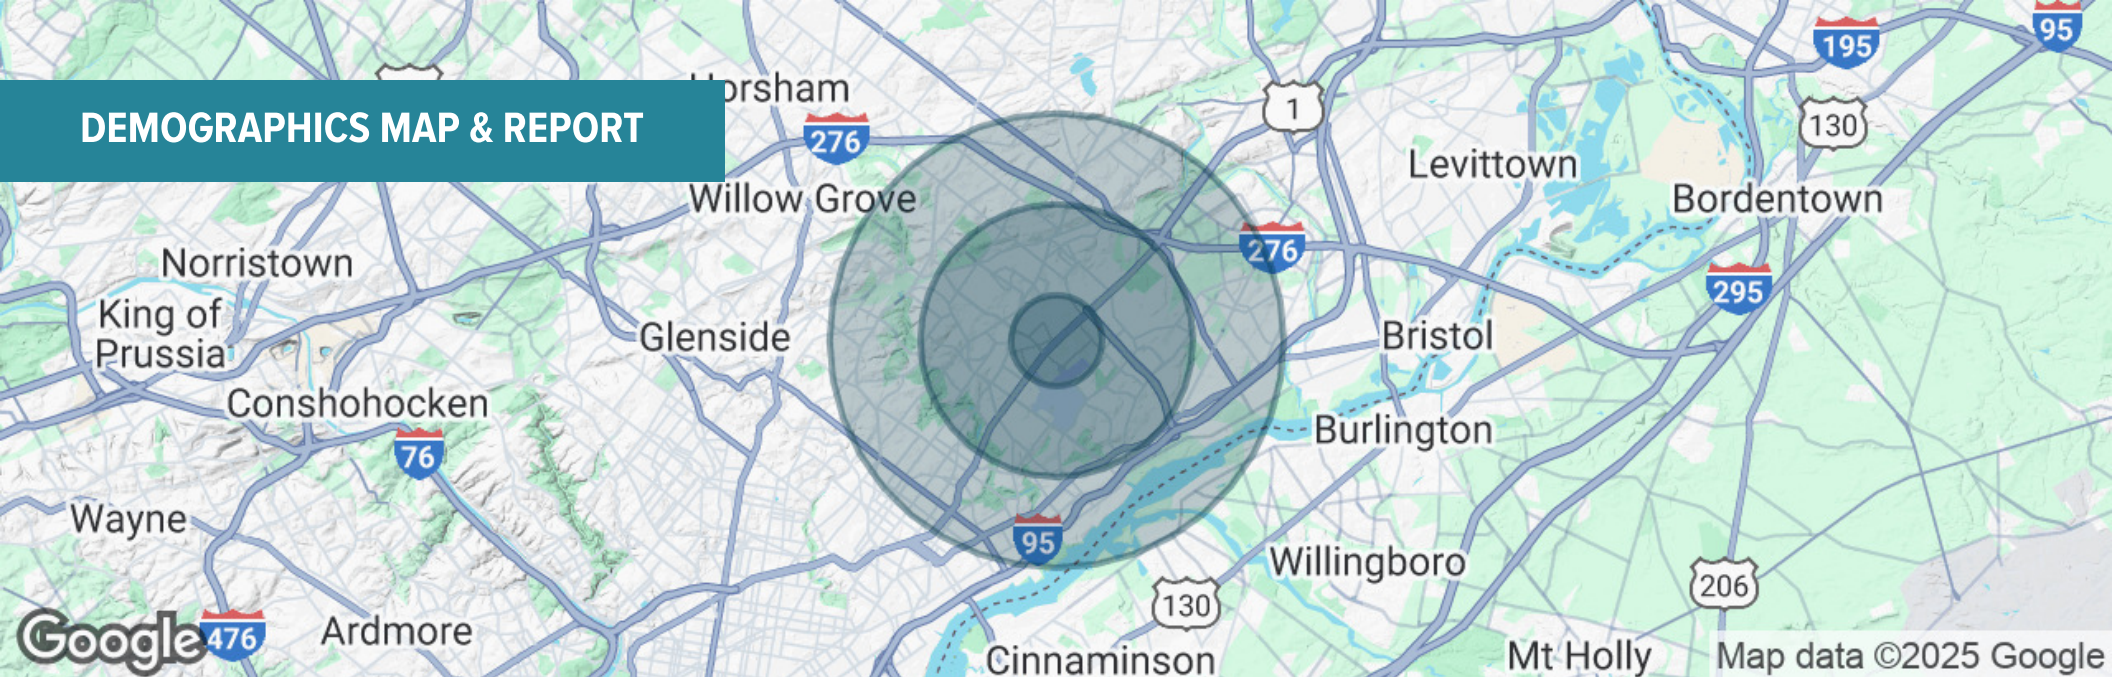 195
95
orsham
1
DEMOGRAPHICS MAP & REPORT
130
276
Levittown
Willow Grove
Bordentown
276
Norristown
295
King of
Prussia
Glenside
Bristol
Conshohocken
Burlington
76
Wayne
95
Willingboro
206
130
Google
476
Ardmore
Cinnaminson
Mt Holly
Map data ©2025 Google